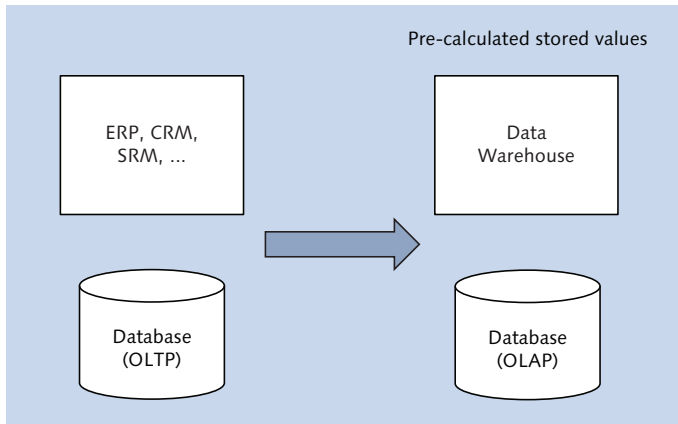 Pre-calculated stored values
ERP, CRM,
SRM, ...
Data
Warehouse
Database
(OLTP)
Database
(OLAP)